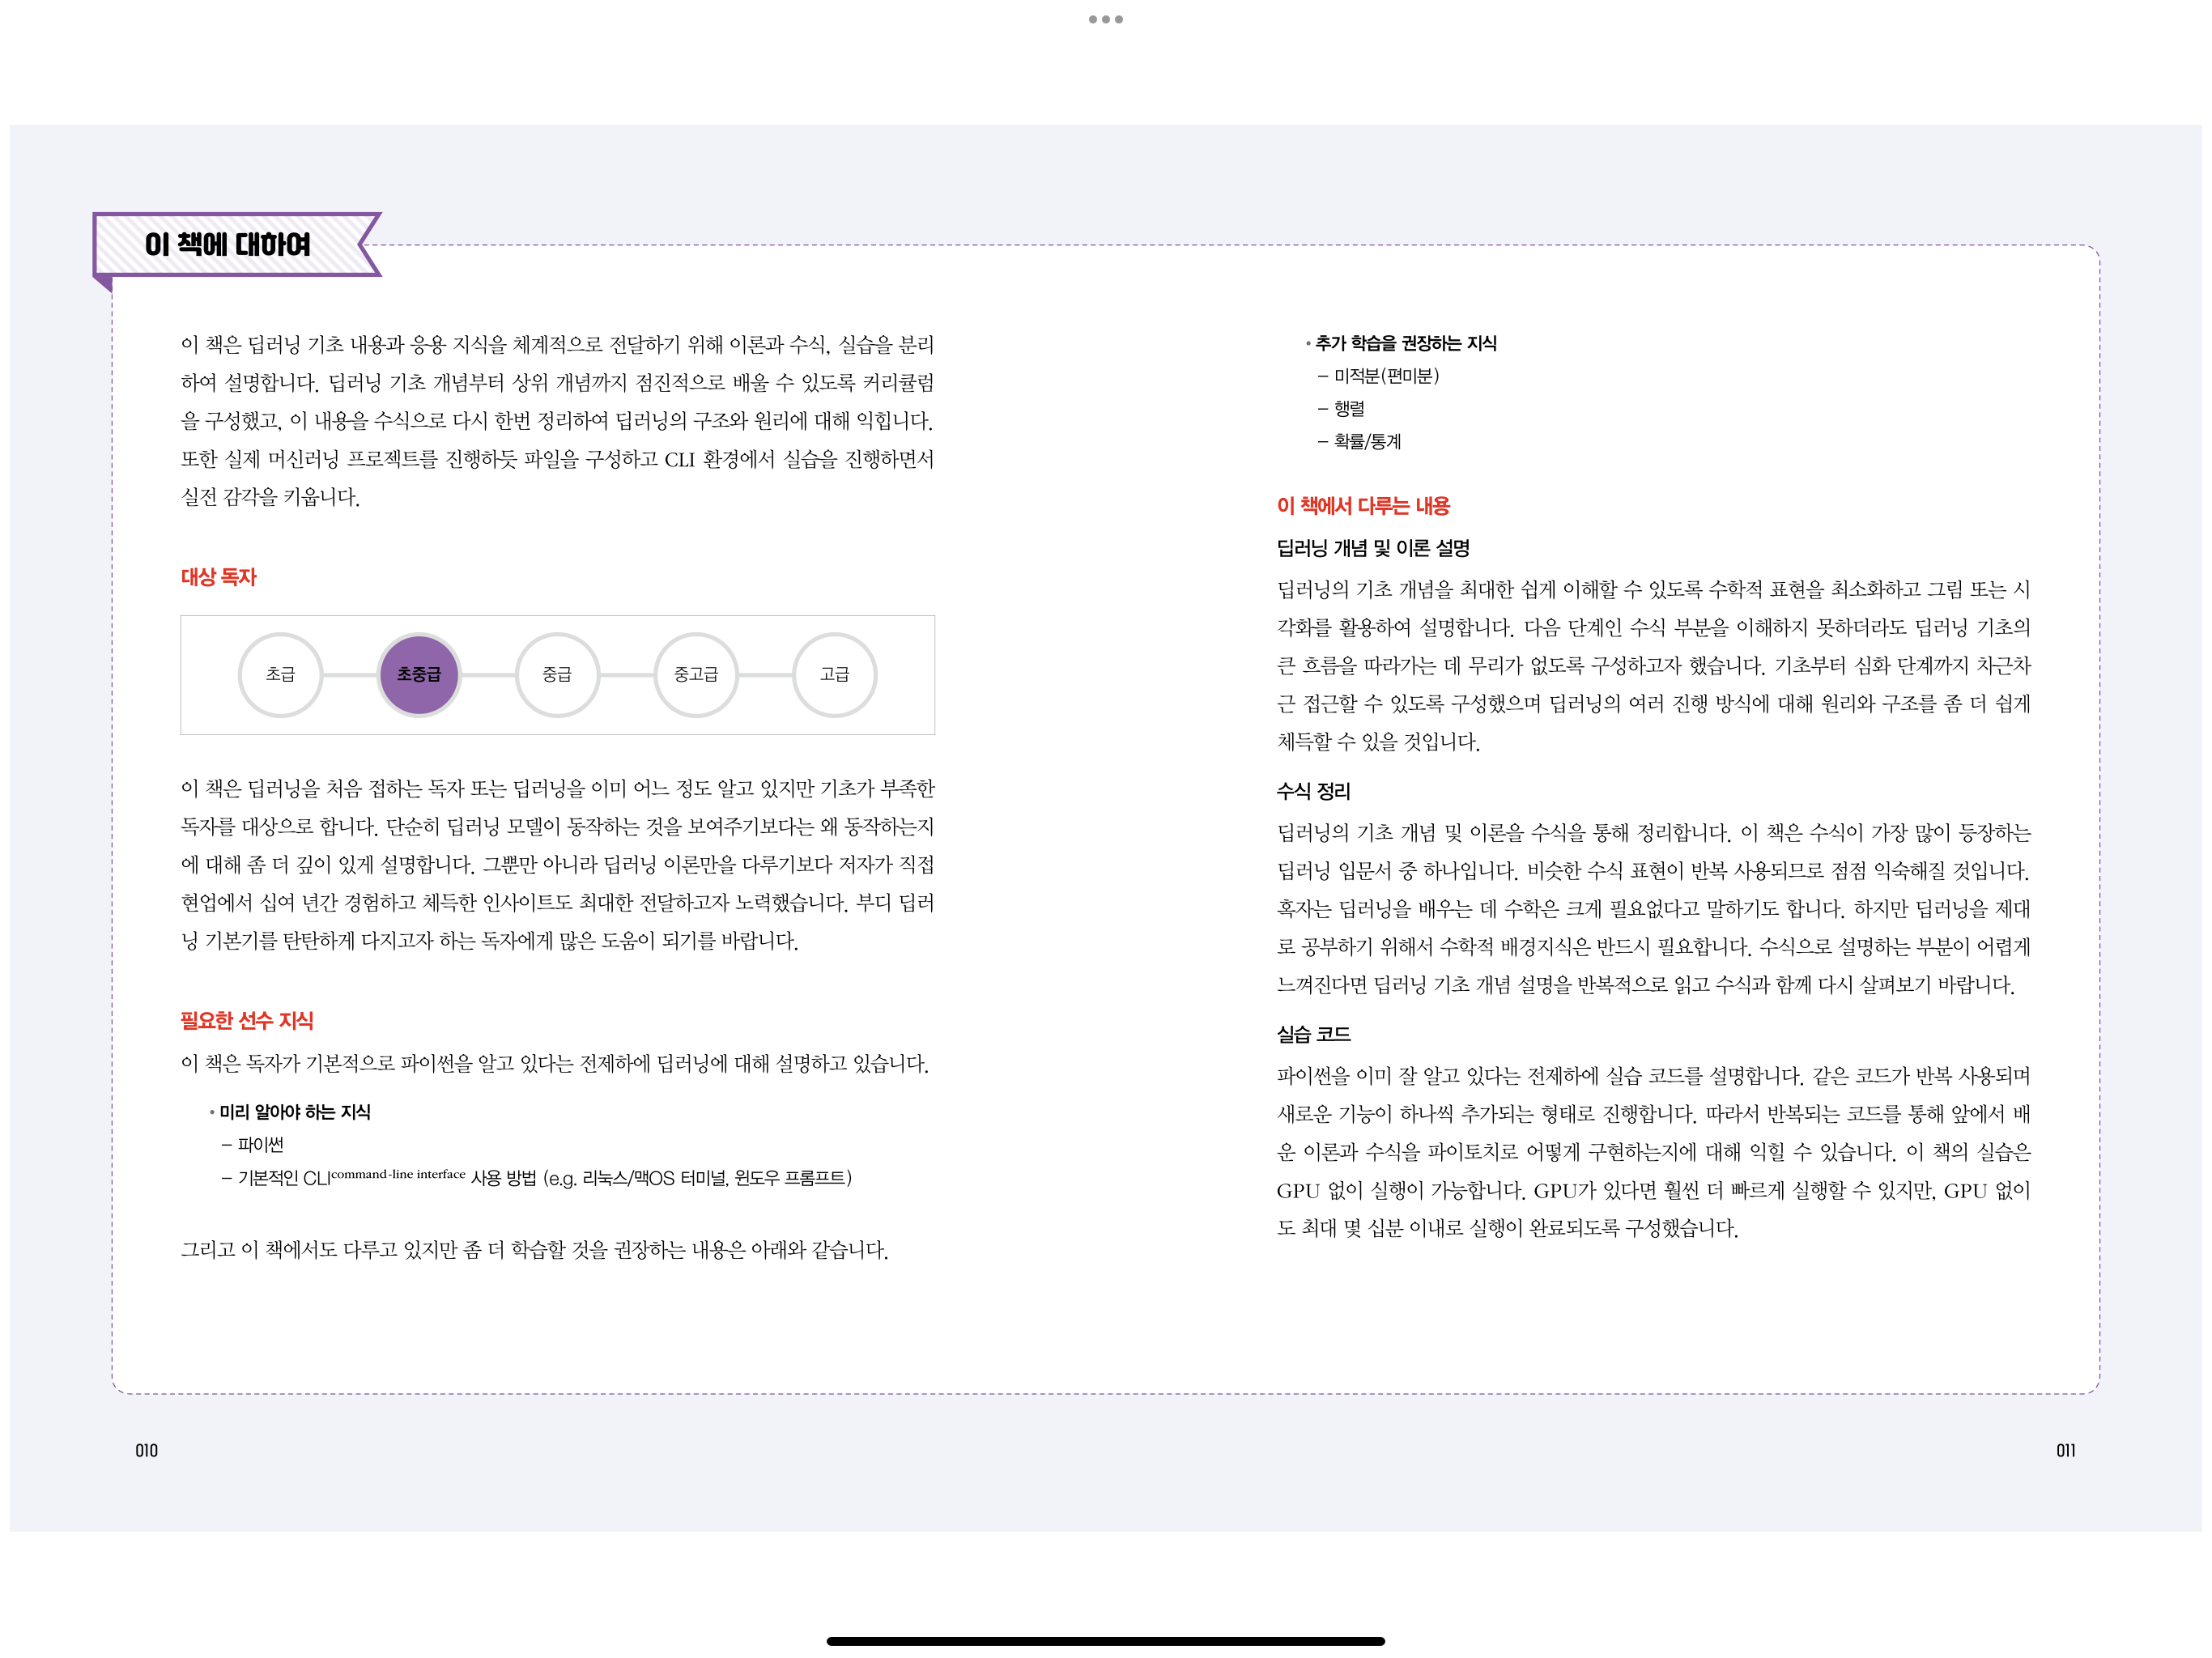 이 책에 대하여
이 책은 딥러닝 기초 내용과 응용 지식을 체계적으로 전달하기 위해 이론과 수식, 실습을 분리
하여 설명합니다. 딥러닝 기초 개념부터 상위 개념까지 점진적으로 배울 수 있도록 커리큘럼
을 구성했고, 이 내용을 수식으로 다시 한번 정리하여 딥러닝의 구조와 원리에 대해 익힙니다.
또한 실제 머신러닝 프로젝트를 진행하듯 파일을 구성하고 CLI 환경에서 실습을 진행하면서
실전 감각을 키웁니다.
대상 독자
초급 초중급 중급 중고급 고급
이 책은 딥러닝을 처음 접하는 독자 또는 딥러닝을 이미 어느 정도 알고 있지만 기초가 부족한
독자를 대상으로 합니다. 단순히 딥러닝 모델이 동작하는 것을 보여주기보다는 왜 동작하는지
에 대해 좀 더 깊이 있게 설명합니다. 그뿐만 아니라 딥러닝 이론만을 다루기보다 저자가 직접
현업에서 십여 년간 경험하고 체득한 인사이트도 최대한 전달하고자 노력했습니다. 부디 딥러
닝 기본기를 탄탄하게 다지고자 하는 독자에게 많은 도움이 되기를 바랍니다.
필요한 선수 지식
이 책은 독자가 기본적으로 파이썬을 알고 있다는 전제하에 딥러닝에 대해 설명하고 있습니다.
• 미리 알아야 하는 지식
– 파이썬
– 기본적인 CLI command-line interface 사용 방법 (e.g. 리눅스/맥OS 터미널, 윈도우 프롬프트)
그리고 이 책에서도 다루고 있지만 좀 더 학습할 것을 권장하는 내용은 아래와 같습니다.
010
• 추가 학습을 권장하는 지식
– 미적분(편미분)
– 행렬
– 확률/통계
이 책에서 다루는 내용
딥러닝 개념 및 이론 설명
딥러닝의 기초 개념을 최대한 쉽게 이해할 수 있도록 수학적 표현을 최소화하고 그림 또는 시
각화를 활용하여 설명합니다. 다음 단계인 수식 부분을 이해하지 못하더라도 딥러닝 기초의
큰 흐름을 따라가는 데 무리가 없도록 구성하고자 했습니다. 기초부터 심화 단계까지 차근차
근 접근할 수 있도록 구성했으며 딥러닝의 여러 진행 방식에 대해 원리와 구조를 좀 더 쉽게
체득할 수 있을 것입니다.
수식 정리
딥러닝의 기초 개념 및 이론을 수식을 통해 정리합니다. 이 책은 수식이 가장 많이 등장하는
딥러닝 입문서 중 하나입니다. 비슷한 수식 표현이 반복 사용되므로 점점 익숙해질 것입니다.
혹자는 딥러닝을 배우는 데 수학은 크게 필요없다고 말하기도 합니다. 하지만 딥러닝을 제대
로 공부하기 위해서 수학적 배경지식은 반드시 필요합니다. 수식으로 설명하는 부분이 어렵게
느껴진다면 딥러닝 기초 개념 설명을 반복적으로 읽고 수식과 함께 다시 살펴보기 바랍니다.
실습 코드
파이썬을 이미 잘 알고 있다는 전제하에 실습 코드를 설명합니다. 같은 코드가 반복 사용되며
새로운 기능이 하나씩 추가되는 형태로 진행합니다. 따라서 반복되는 코드를 통해 앞에서 배
운 이론과 수식을 파이토치로 어떻게 구현하는지에 대해 익힐 수 있습니다. 이 책의 실습은
GPU 없이 실행이 가능합니다. GPU가 있다면 훨씬 더 빠르게 실행할 수 있지만, GPU 없이
도 최대 몇 십분 이내로 실행이 완료되도록 구성했습니다.
011